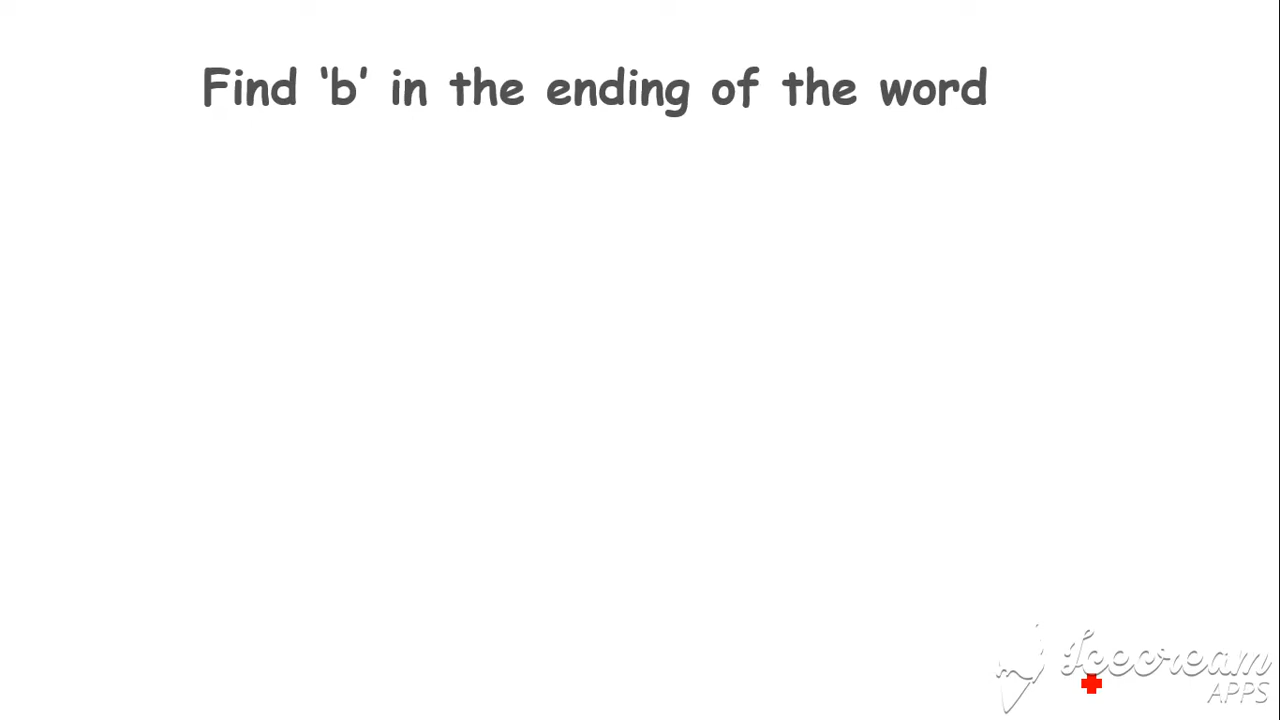 Find ‘b’ in the ending of the word
Icecream
APPS